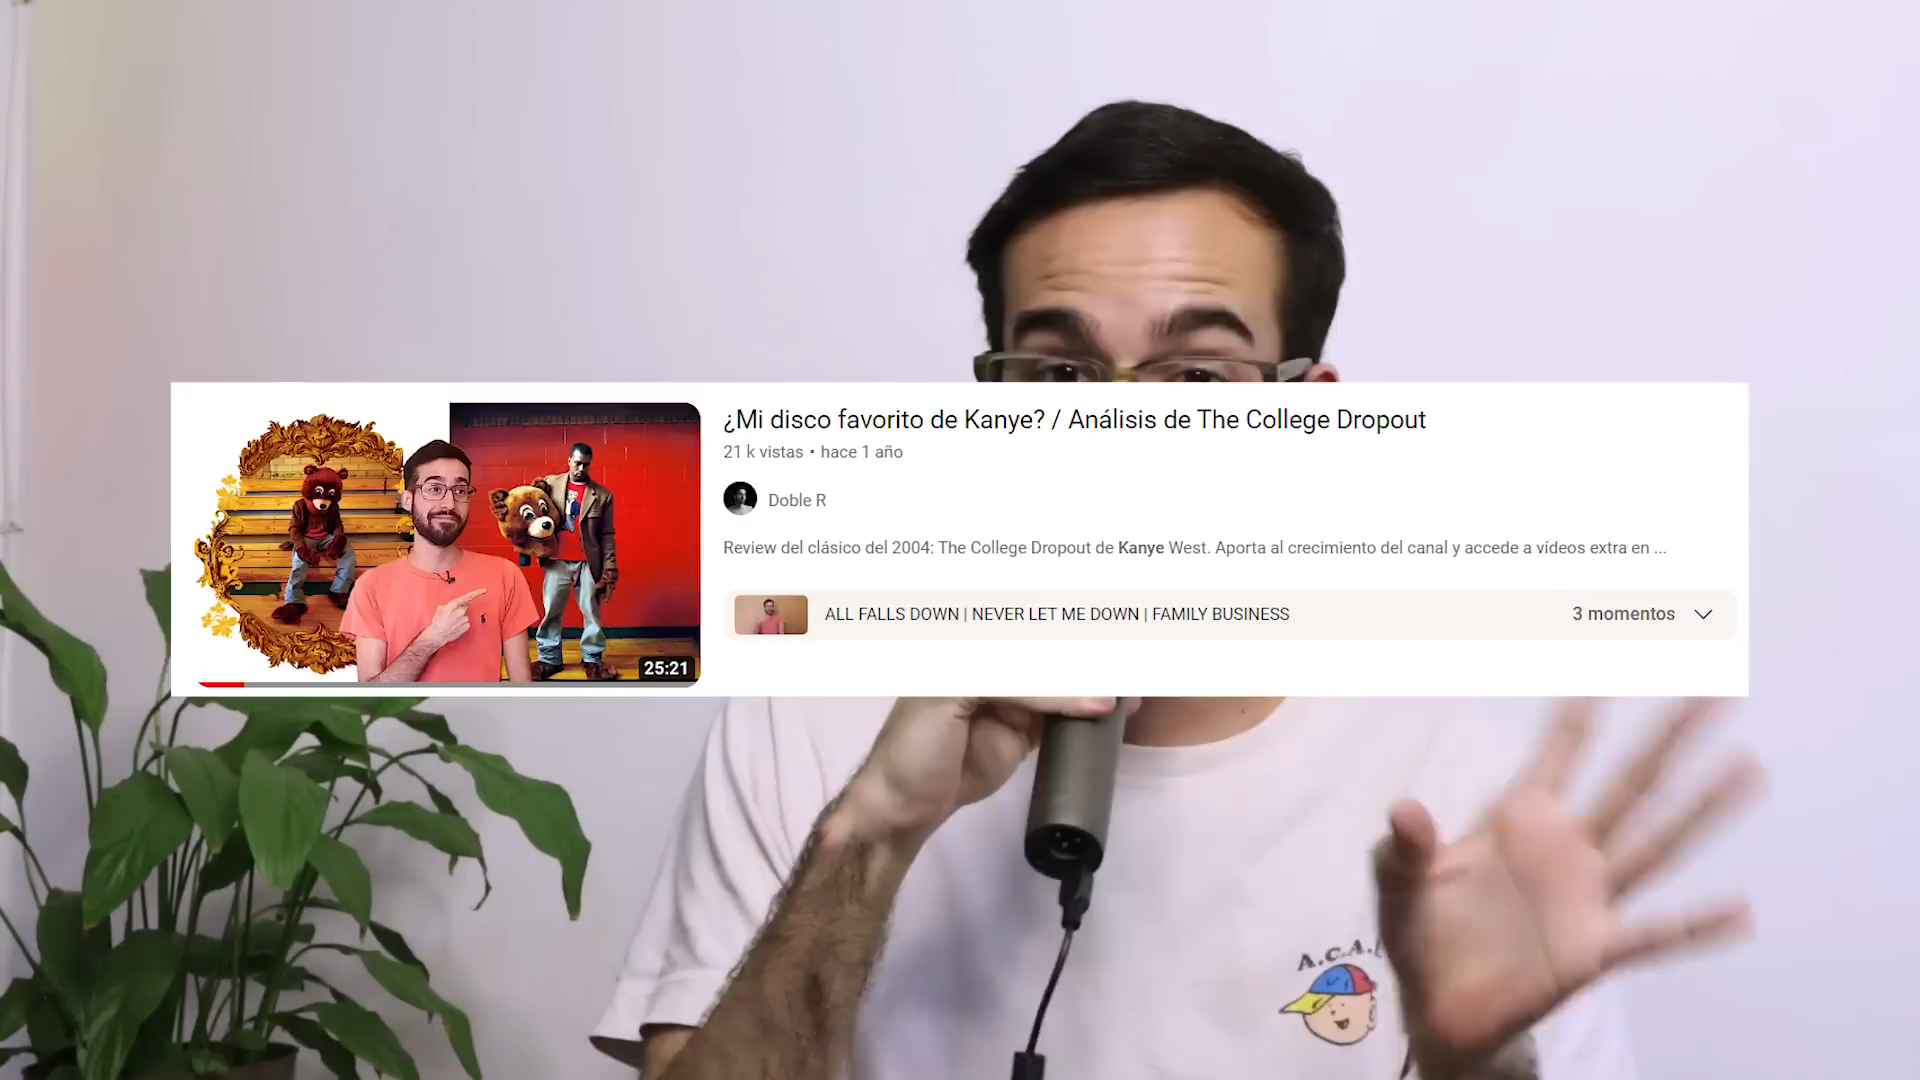 ¿Mi disco favorito de Kanye? / Análisis de The College Dropout
21 k vistas • hace 1 año
Doble R
Review del clásico del 2004: The College Dropout de Kanye West. Aporta al crecimiento del canal y accede a vídeos extra en ...
ALL FALLS DOWN | NEVER LET ME DOWN | FAMILY BUSINESS
3 momentos
25:21
A.C.A.